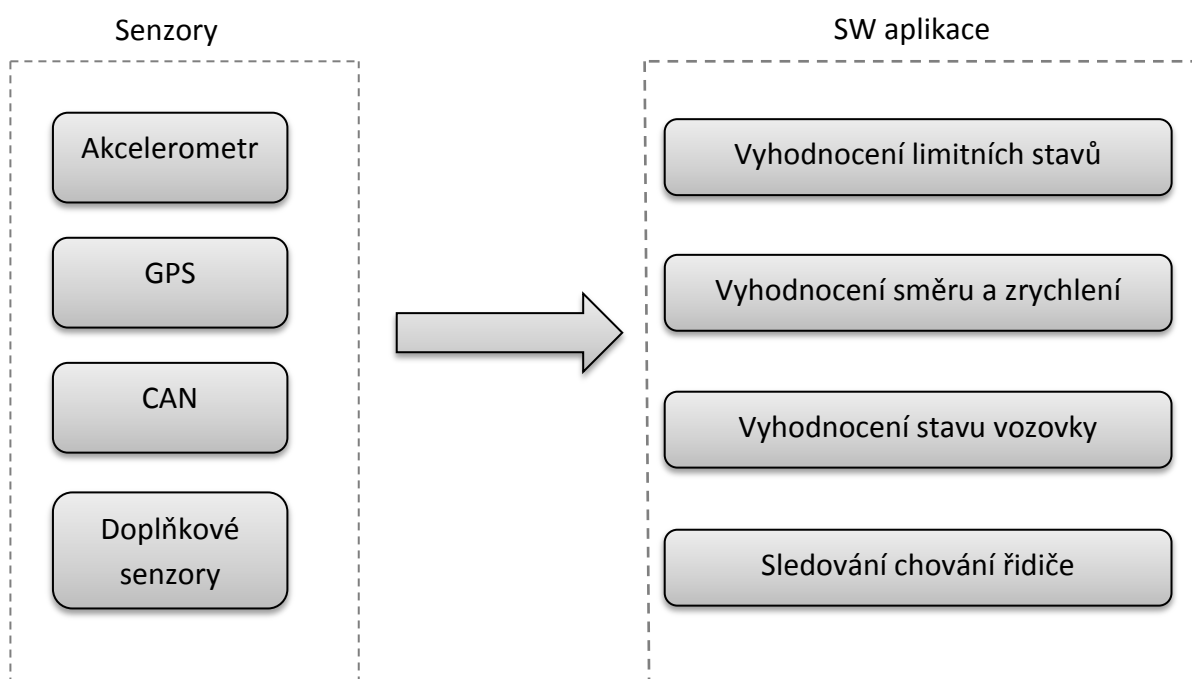 Senzory
Akcelerometr
GPS
CAN
Doplňkové
senzory
SW aplikace
Vyhodnocení limitních stavů
Vyhodnocení směru a zrychlení
Vyhodnocení stavu vozovky
Sledování chování řidiče